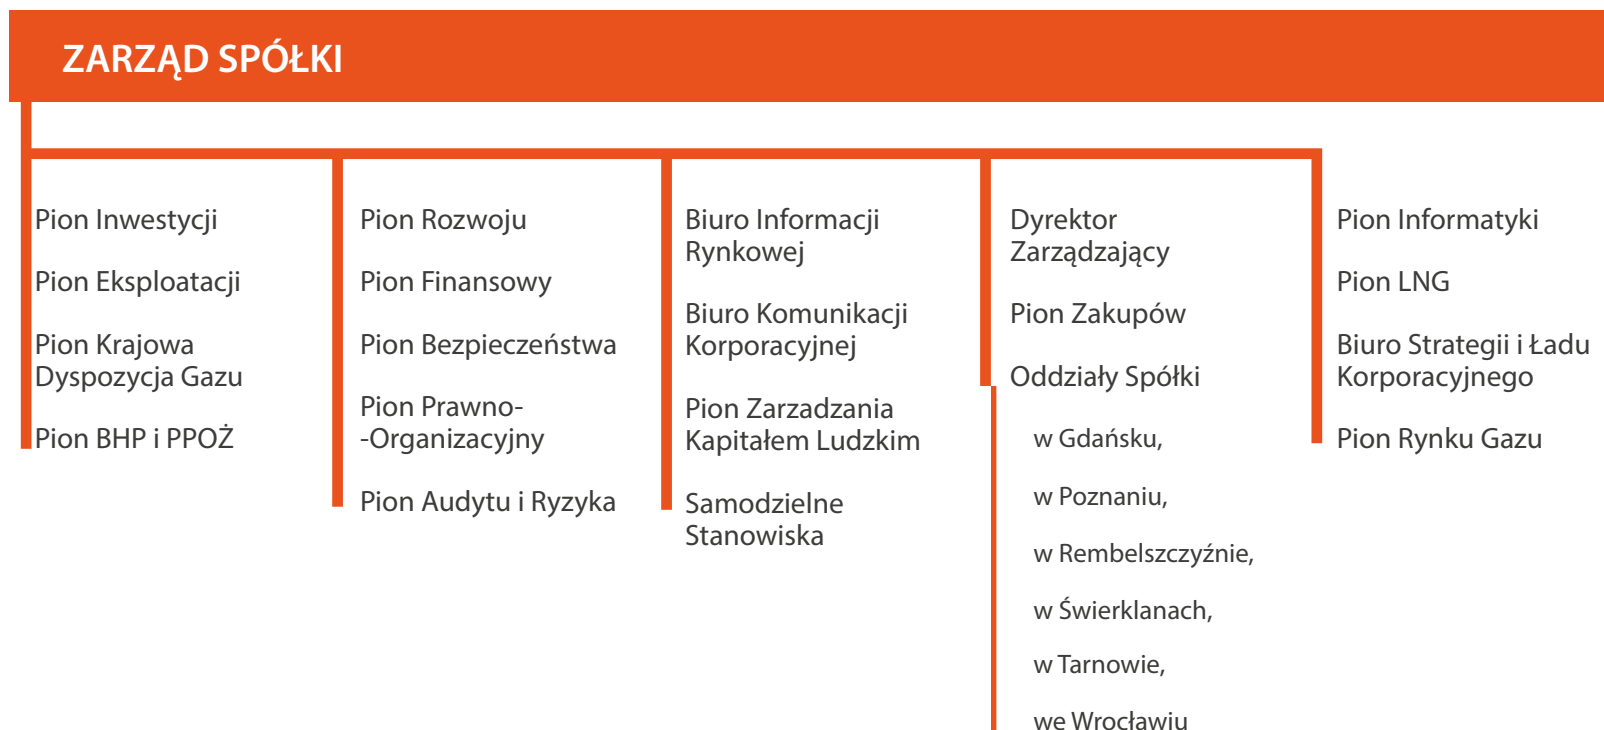 ZARZĄD SPÓŁKI
Pion Inwestycji
Pion Eksploatacji
Pion Krajowa
Dyspozycja Gazu
Pion BHP i PPOŻ
Pion Rozwoju
Pion Finansowy
Pion Bezpieczeństwa
Pion Prawno-
-Organizacyjny
Pion Audytu i Ryzyka
Biuro Informacji
Rynkowej
Biuro Komunikacji
Korporacyjnej
Pion Zarzadzania
Kapitałem Ludzkim
Samodzielne
Stanowiska
Dyrektor
Zarządzający
Pion Zakupów
Oddziały Spółki
w Gdańsku,
w Poznaniu,
w Rembelszczyźnie,
w Świerklanach,
w Tarnowie,
we Wrocławiu
Pion Informatyki
Pion LNG
Biuro Strategii i Ładu
Korporacyjnego
Pion Rynku Gazu